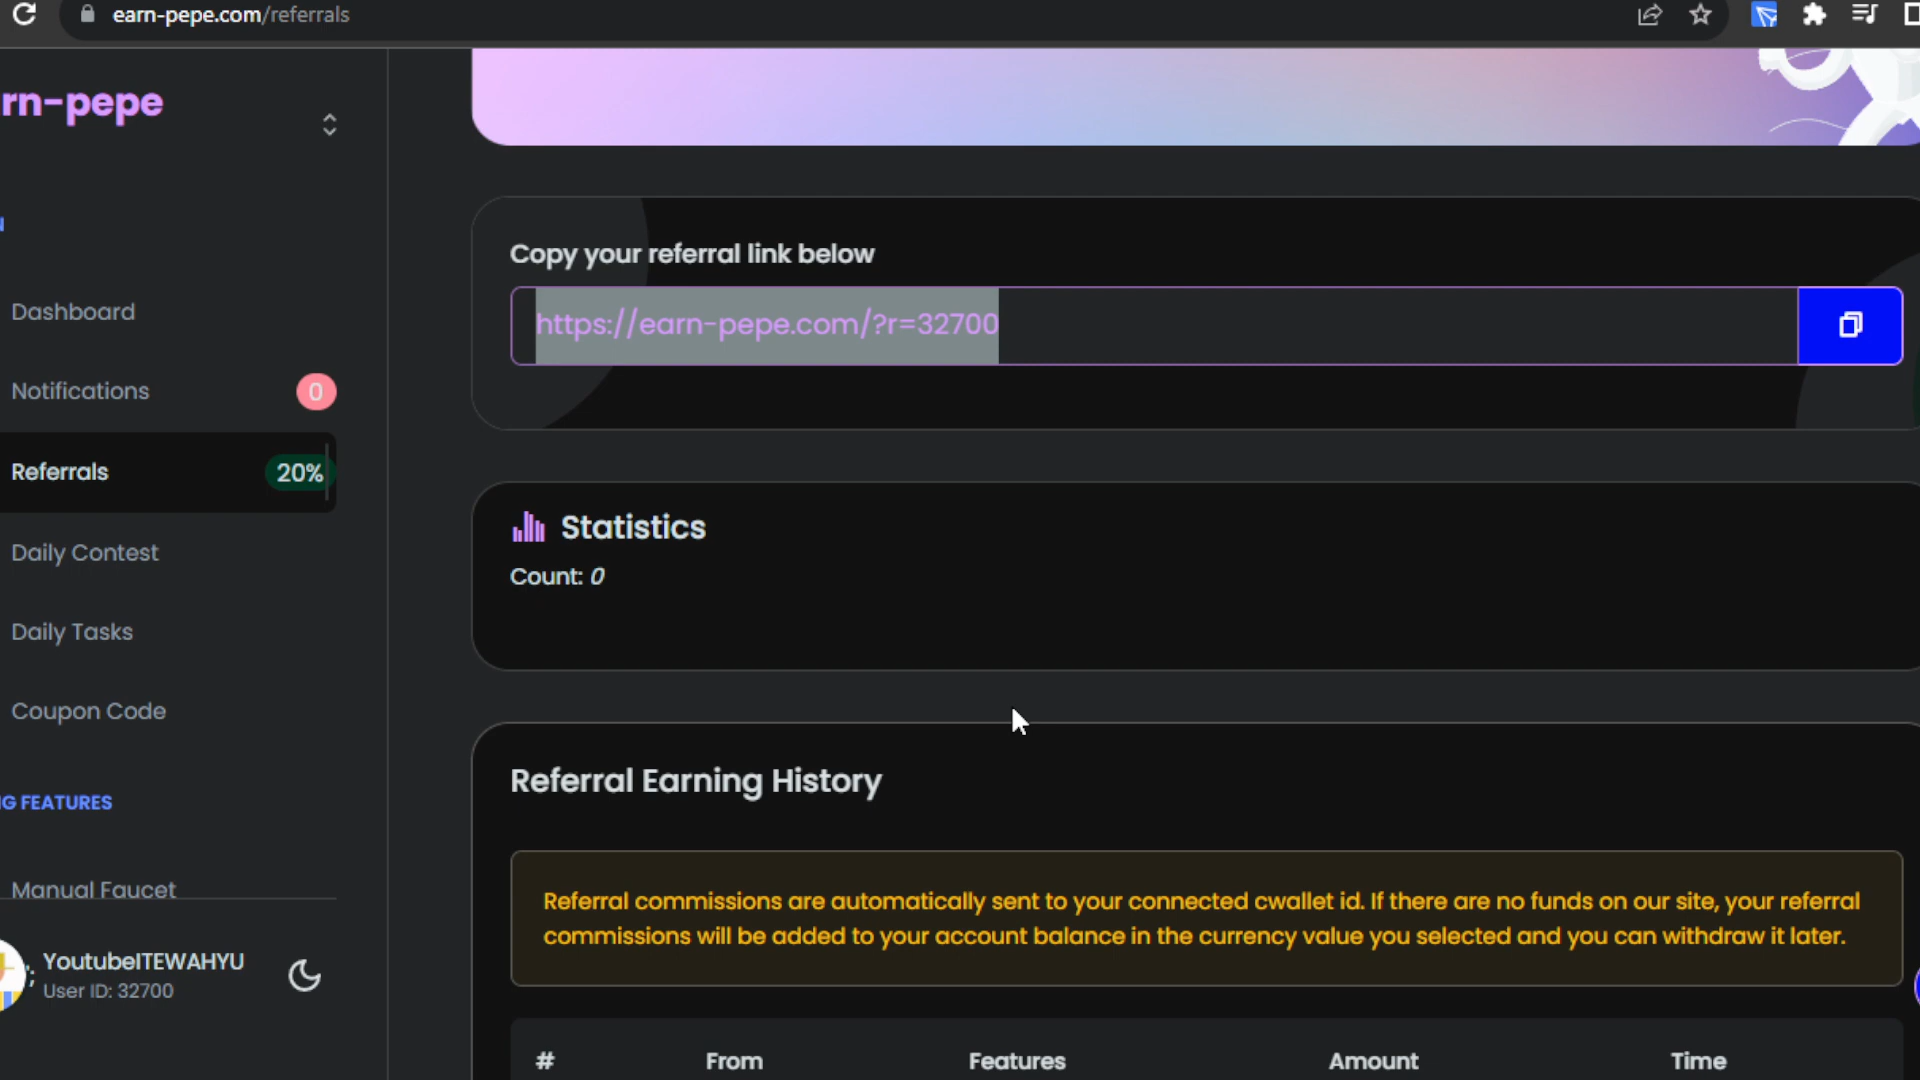 earn-pepe.com/referrals
rn-pepe
Copy your referral link below
https://earn-pepe.com/?r=32700
Dashboard
Notifications 0
Referrals 20%
Statistics
Count: 0
Daily Contest
Daily Tasks
Coupon Code
Referral Earning History
G FEATURES
Manual Faucet
Referral commissions are automatically sent to your connected cwallet id. If there are no funds on our site, your referral
commissions will be added to your account balance in the currency value you selected and you can withdraw it later.
YoutubeITEWAHYU
User ID: 32700
# From Features Amount Time